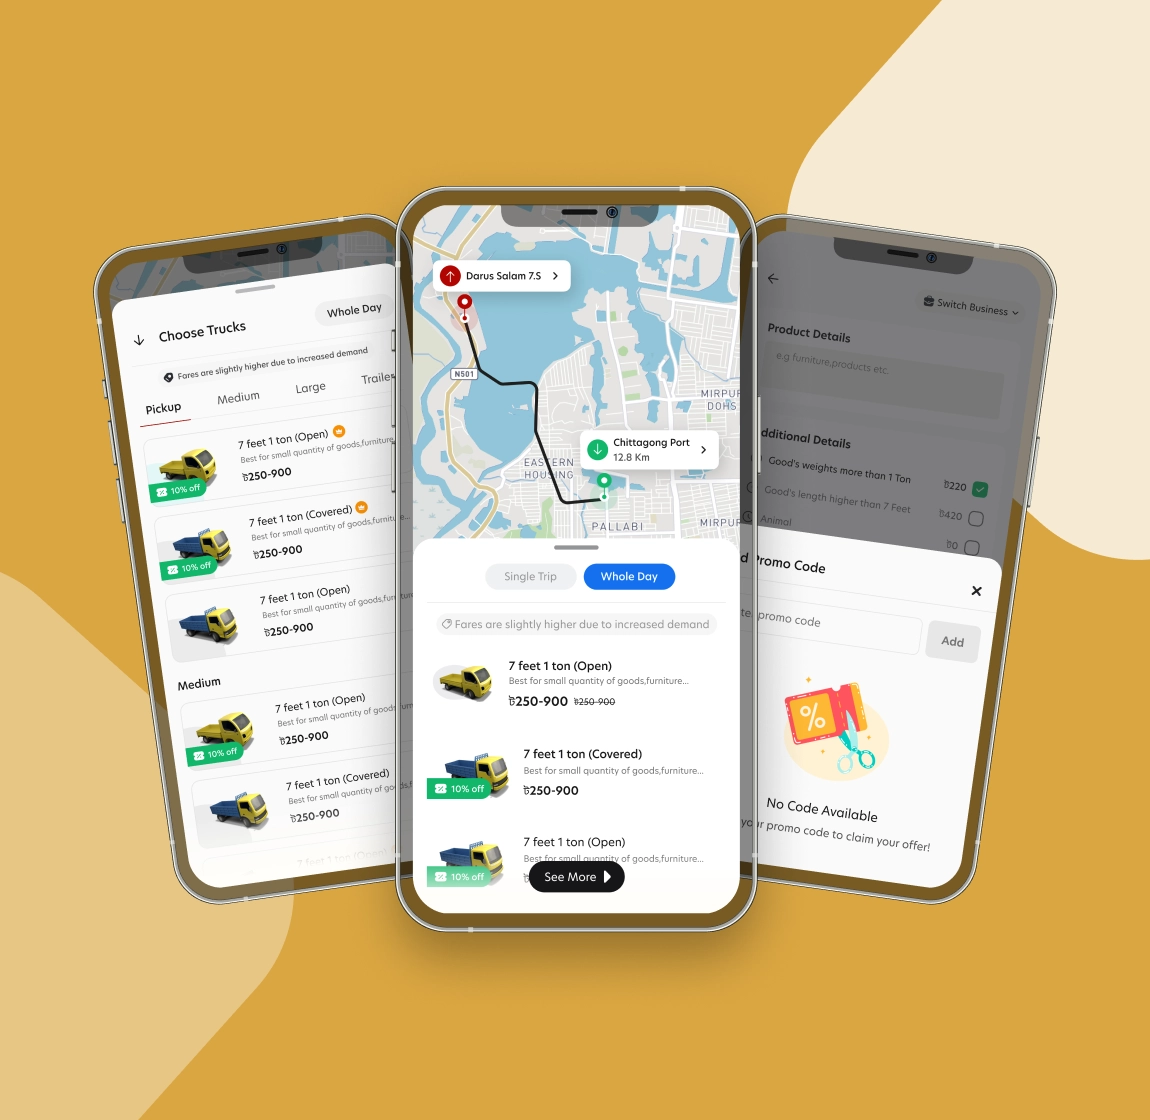 Choose Trucks
Whole Day
Fares are slightly higher due to increased demand
Pickup
Medium
Large
Trailer
7 feet 1 ton (Open)
Best for small quantity of goods,furniture...
৳250-900
10% off
7 feet 1 ton (Covered)
Best for small quantity of goods,furniture...
৳250-900
10% off
7 feet 1 ton (Open)
Best for small quantity of goods,
৳250-900
Medium
7 feet 1 ton (Open)
Best for small quantity of goods
৳250-900
10% off
7 feet 1 ton (Covered)
Best for small quantity of goods
৳250-900
7 feet 1 ton (Open)
Darus Salam 7.S
N501
MIRPUR
DOHS
Chittagong Port
12.8 Km
EASTERN
HOUSING
PALLABI
MIRPUR
Single Trip
Whole Day
Fares are slightly higher due to increased demand
7 feet 1 ton (Open)
Best for small quantity of goods,furniture...
৳250-900 ৳250-900
7 feet 1 ton (Covered)
Best for small quantity of goods,furniture...
10% off
৳250-900
7 feet 1 ton (Open)
Best for small quantity of goods,furniture...
10% off
See More
Switch Business
Product Details
e.g furniture,products etc.
dditional Details
Good's weights more than 1 Ton
৳220
Good's length higher than 7 Feet
৳420
Animal
৳0
d Promo Code
promo code
Add
%
No Code Available
your promo code to claim your offer!